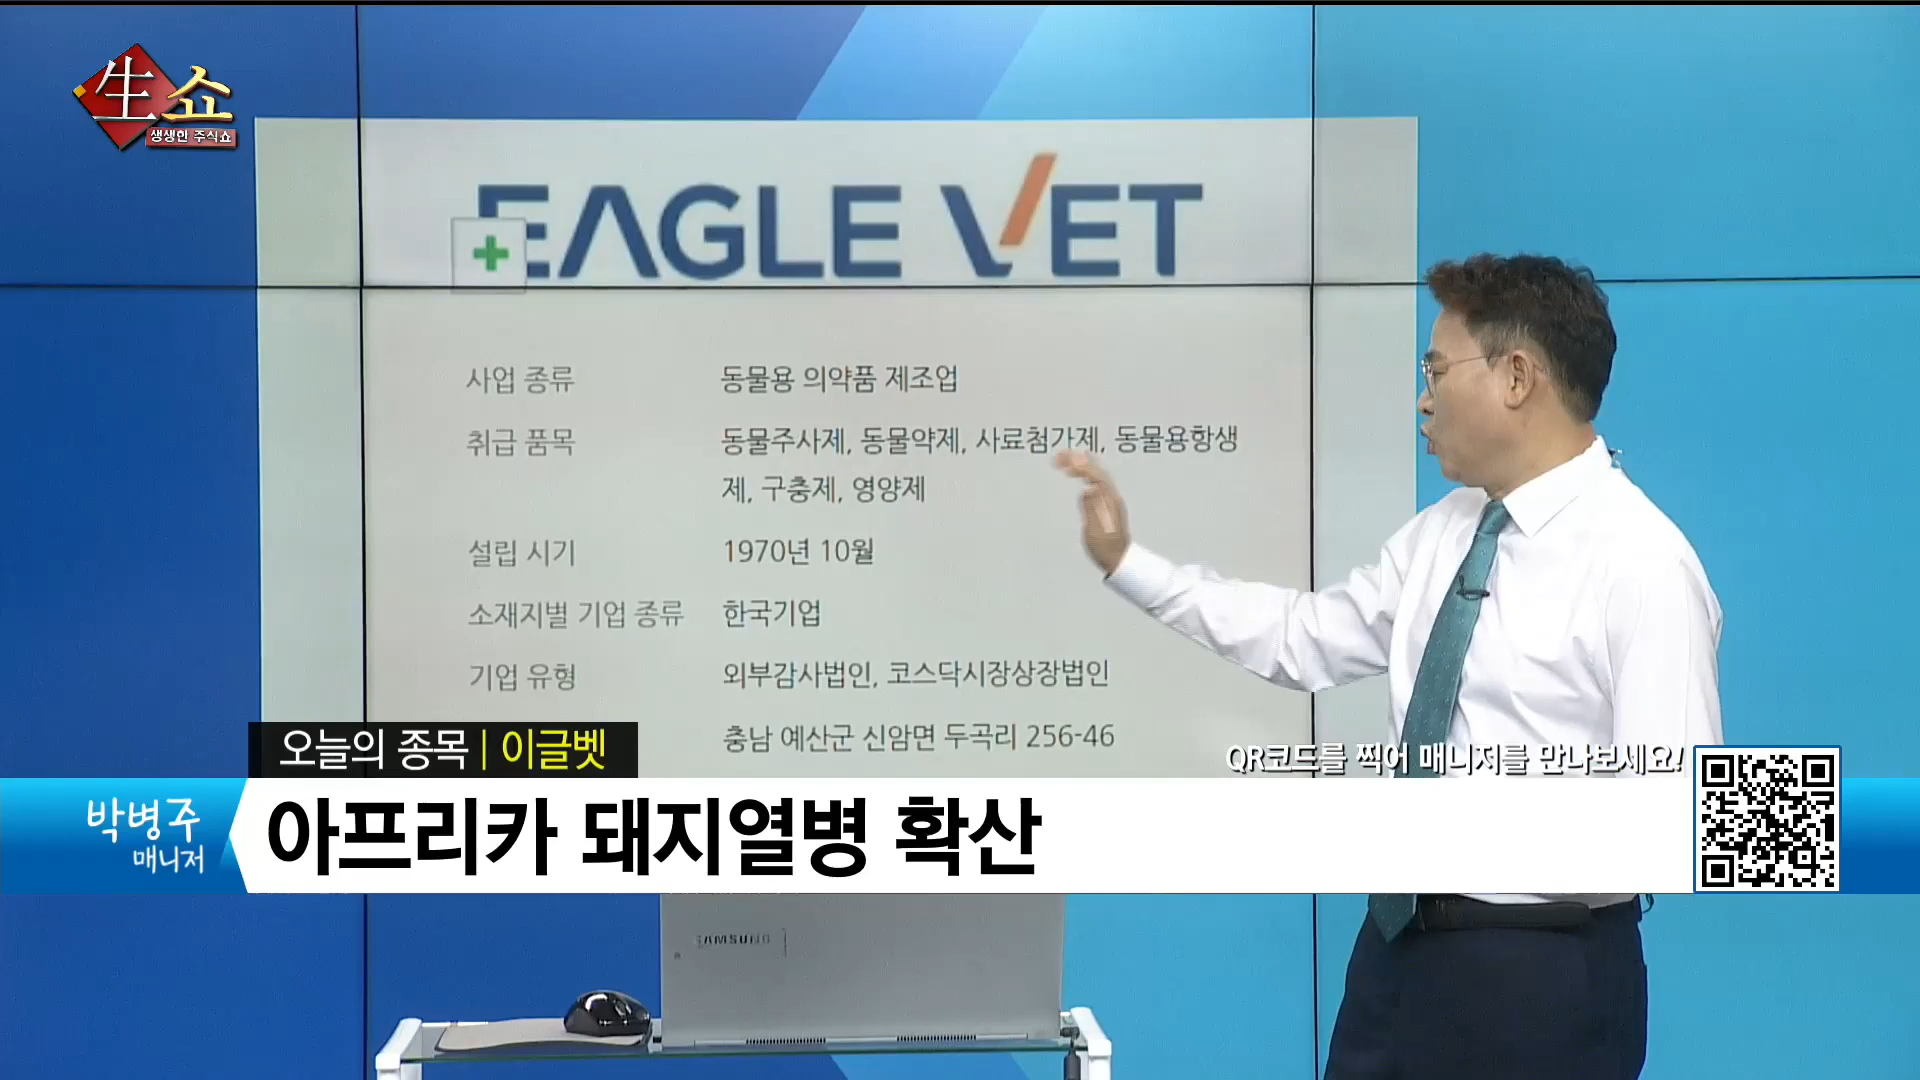 生쇼
생생한 주식쇼
EAGLE VET
사업 종류 동물용 의약품 제조업
취급 품목 동물주사제, 동물약제, 사료첨가제, 동물용항생
제, 구충제, 영양제
설립 시기 1970년 10월
소재지별 기업 종류 한국기업
기업 유형 외부감사법인, 코스닥시장상장법인
충남 예산군 신암면 두곡리 256-46
오늘의 종목 | 이글벳
QR코드를 찍어 매니저를 만나보세요!
박병주
매니저
아프리카 돼지열병 확산
SAMSUNG